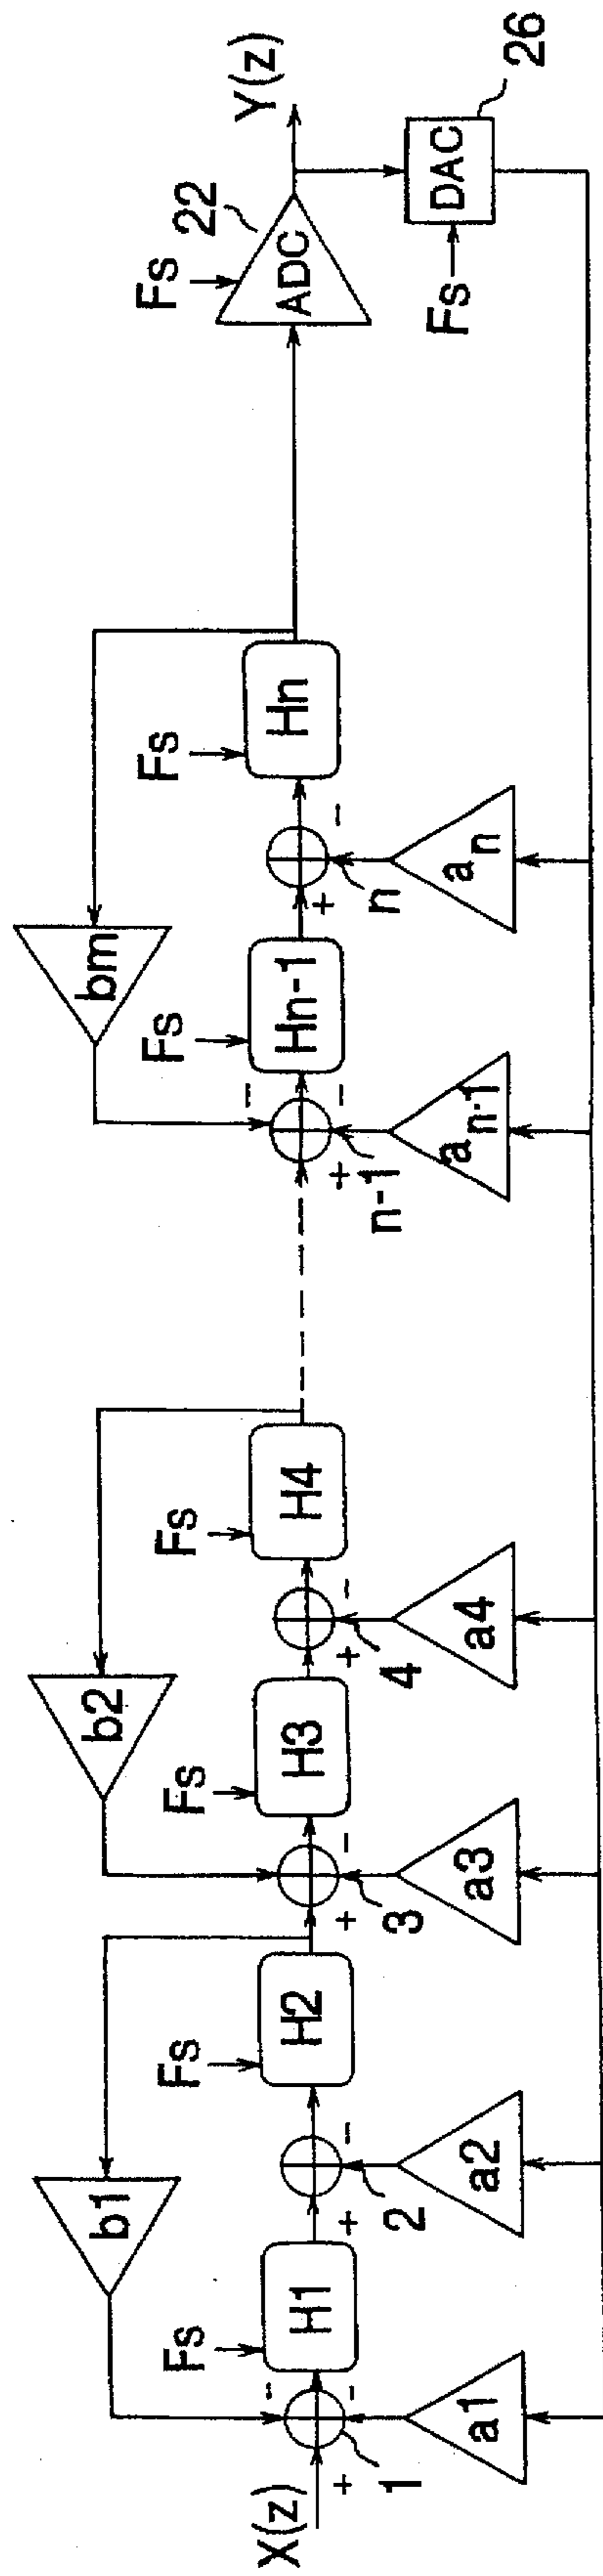 b1
b2
bm
Fs
Fs
Fs
Fs
Fs
Fs
Fs
22
X(z)
+
-
-
1
H1
+
-
2
H2
+
-
3
H3
+
-
4
H4
+
-
-
n-1
Hn-1
+
-
n
Hn
ADC
Y(z)
a1
a2
a3
a4
an-1
an
Fs
DAC
26